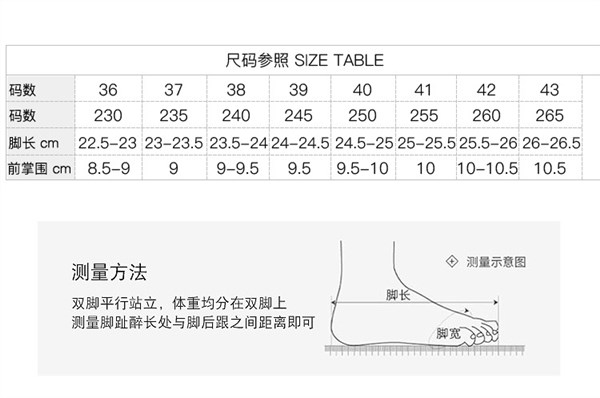 尺码参照 SIZE TABLE
码数 36 37 38 39 40 41 42 43
码数 230 235 240 245 250 255 260 265
脚长 cm 22.5-23 23-23.5 23.5-24 24-24.5 24.5-25 25-25.5 25.5-26 26-26.5
前掌围 cm 8.5-9 9 9-9.5 9.5 9.5-10 10 10-10.5 10.5
测量方法
双脚平行站立，体重均分在双脚上
测量脚趾醉长处与脚后跟之间距离即可
测量示意图
脚长
脚宽